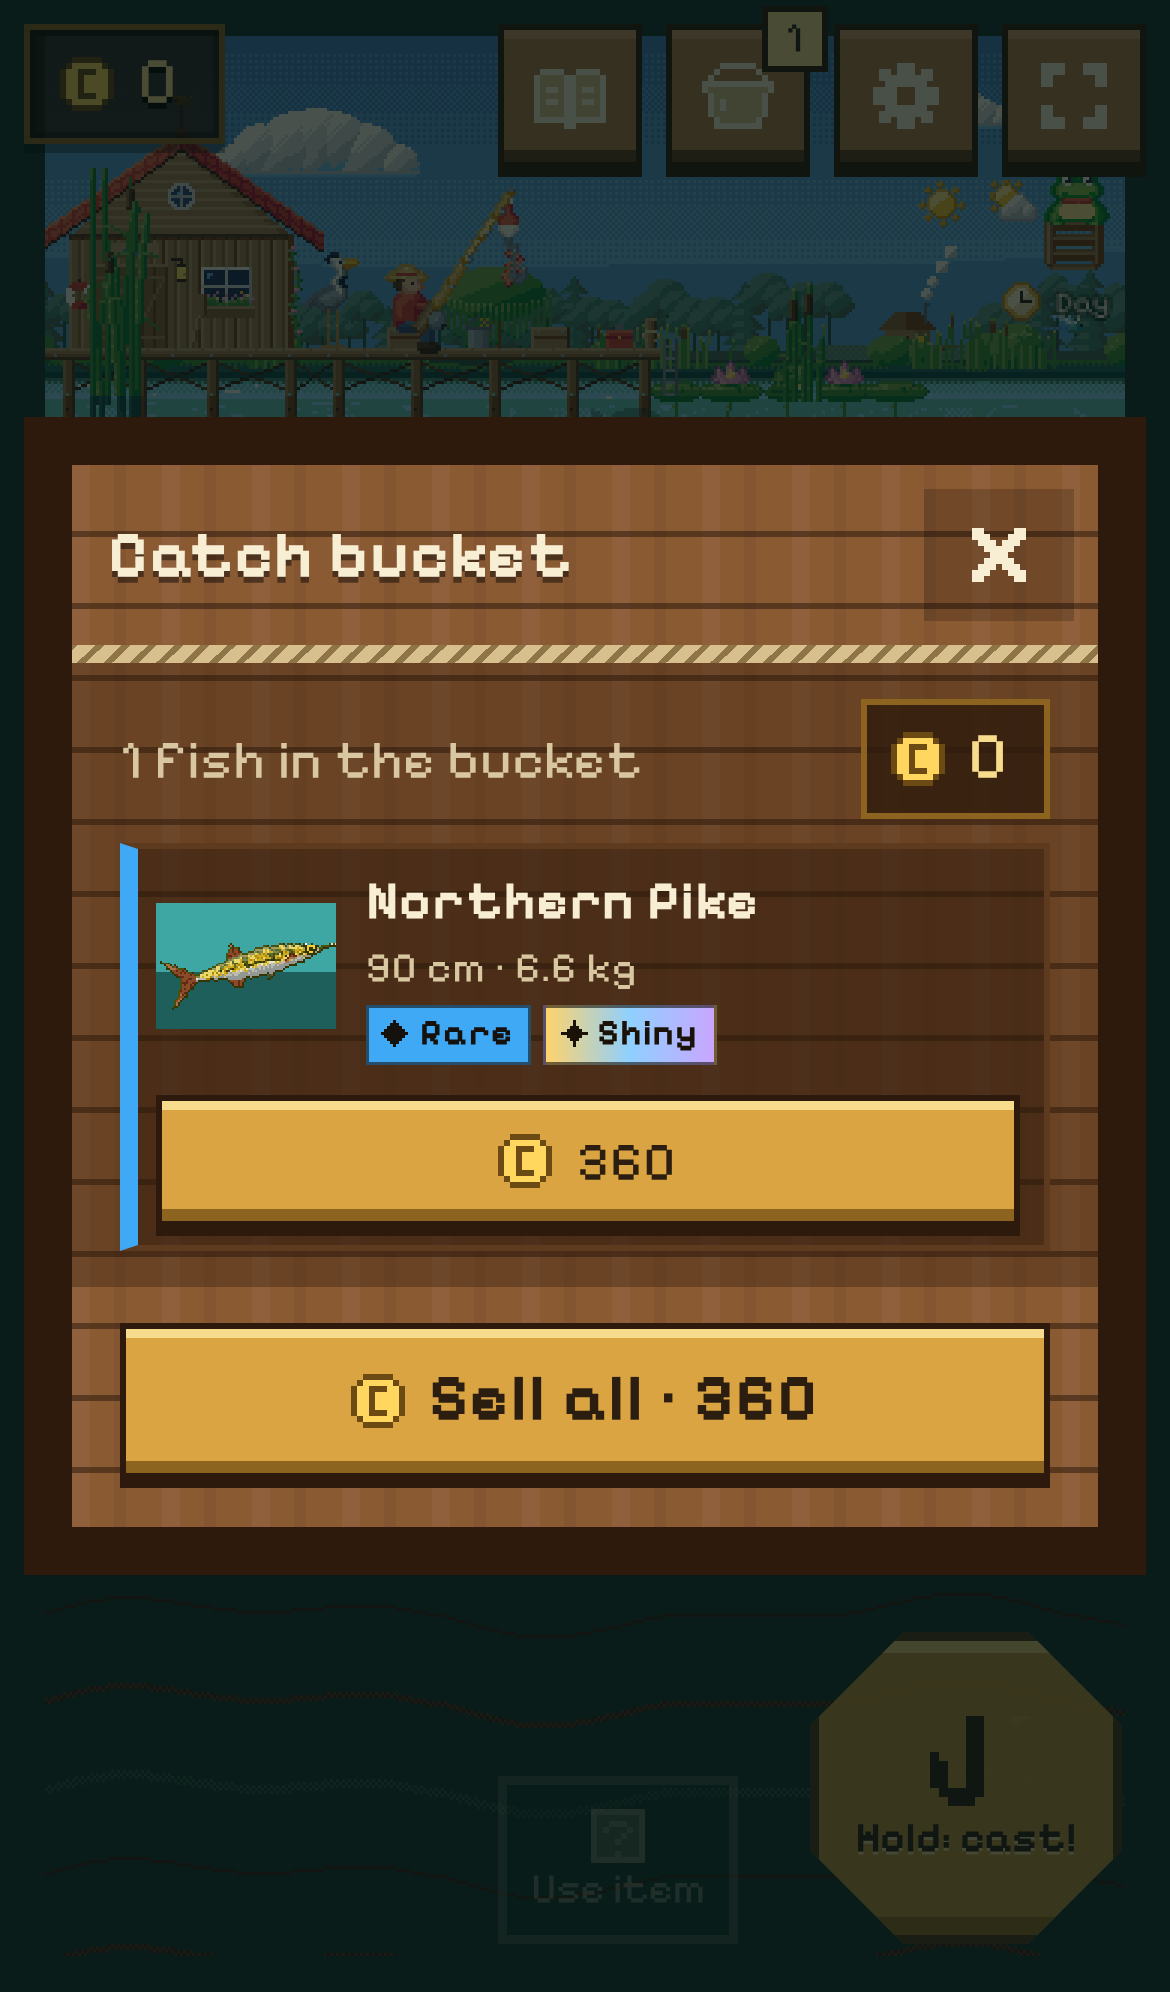 C 0
1
Day
Catch bucket
1 fish in the bucket
C 0
Northern Pike
90 cm · 6.6 kg
Rare
Shiny
C 360
C Sell all · 360
Hold: cast!
?
Use item